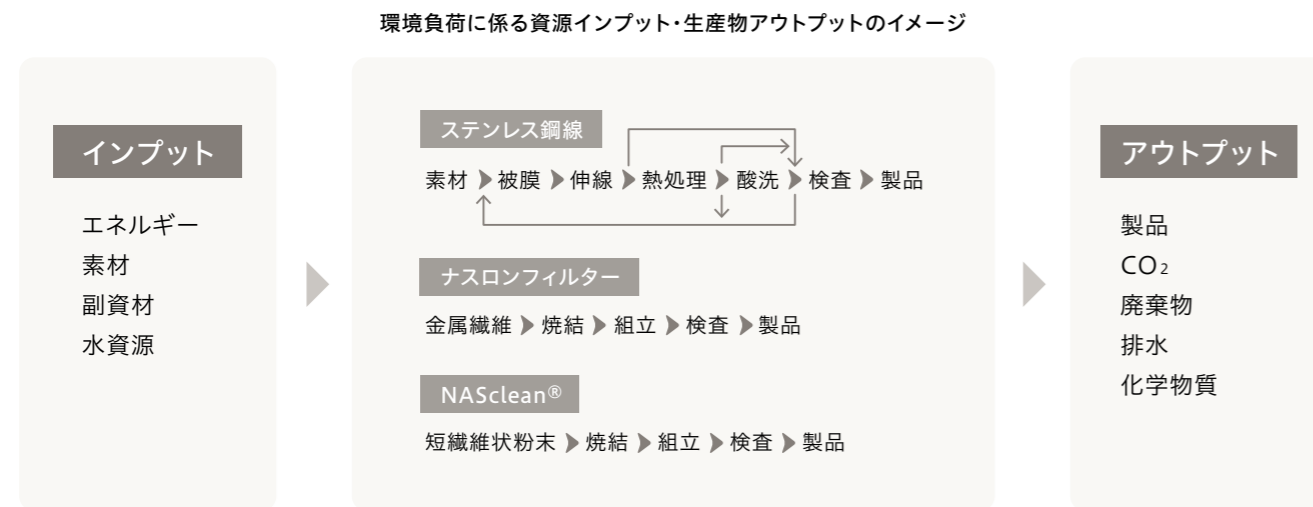 環境負荷に係る資源インプット・生産物アウトプットのイメージ
インプット
エネルギー
素材
副資材
水資源
ステンレス鋼線
素材 被膜 伸線 熱処理 酸洗 検査 製品
ナスロンフィルター
金属繊維 焼結 組立 検査 製品
NASclean®
短繊維状粉末 焼結 組立 検査 製品
アウトプット
製品
CO₂
廃棄物
排水
化学物質